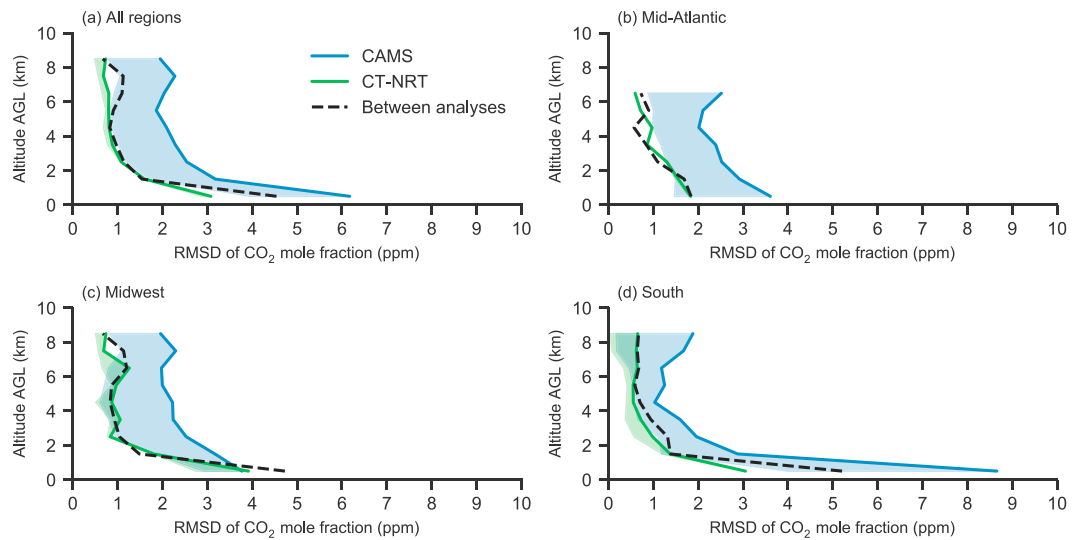 (a) All regions
10
8
6
4
2
0
Altitude AGL (km)
CAMS
CT-NRT
Between analyses
0 1 2 3 4 5 6 7 8 9 10
RMSD of CO₂ mole fraction (ppm)
(b) Mid-Atlantic
10
8
6
4
2
0
Altitude AGL (km)
0 1 2 3 4 5 6 7 8 9 10
RMSD of CO₂ mole fraction (ppm)
(c) Midwest
10
8
6
4
2
0
Altitude AGL (km)
0 1 2 3 4 5 6 7 8 9 10
RMSD of CO₂ mole fraction (ppm)
(d) South
10
8
6
4
2
0
Altitude AGL (km)
0 1 2 3 4 5 6 7 8 9 10
RMSD of CO₂ mole fraction (ppm)